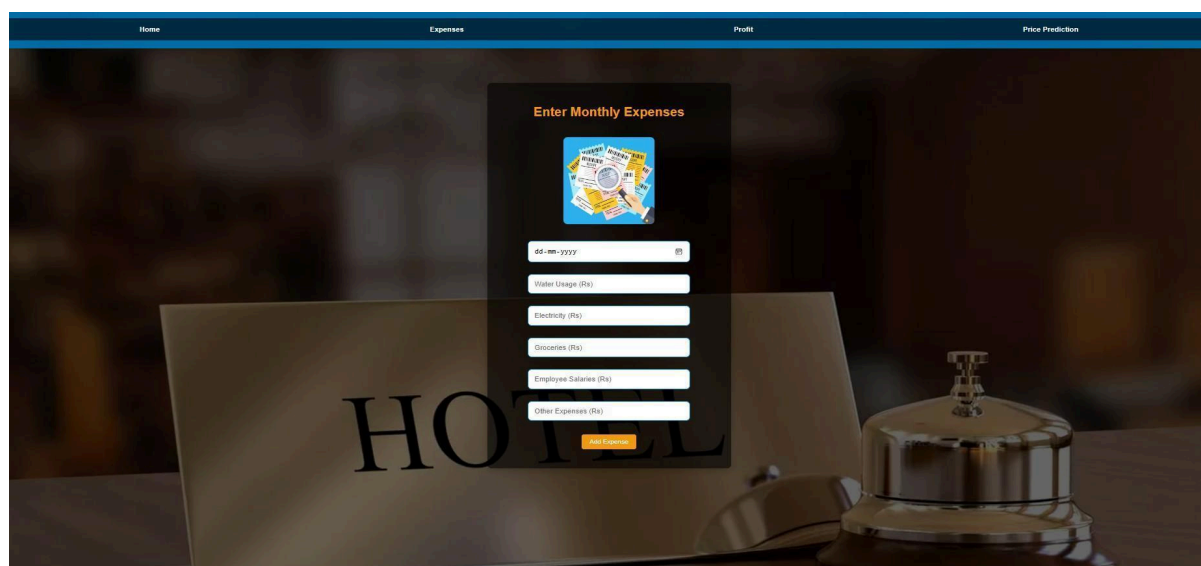 Home Expenses Profit Price Prediction
Enter Monthly Expenses
dd-mm-yyyy
Water Usage (Rs)
Electricity (Rs)
Groceries (Rs)
Employee Salaries (Rs)
Other Expenses (Rs)
Add Expense
HOTEL